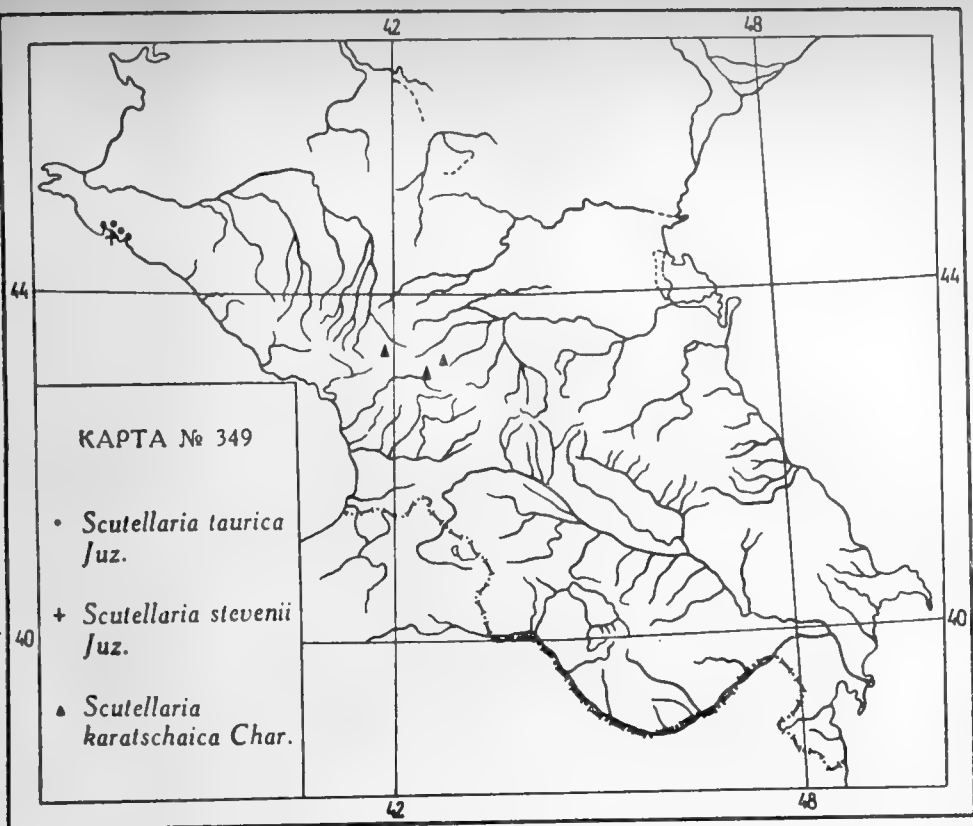 42 48
44 44
КАРТА № 349
• Scutellaria taurica
Juz.
+ Scutellaria stevenii
Juz.
40 40
▲ Scutellaria
karatschaica Char.
42 48